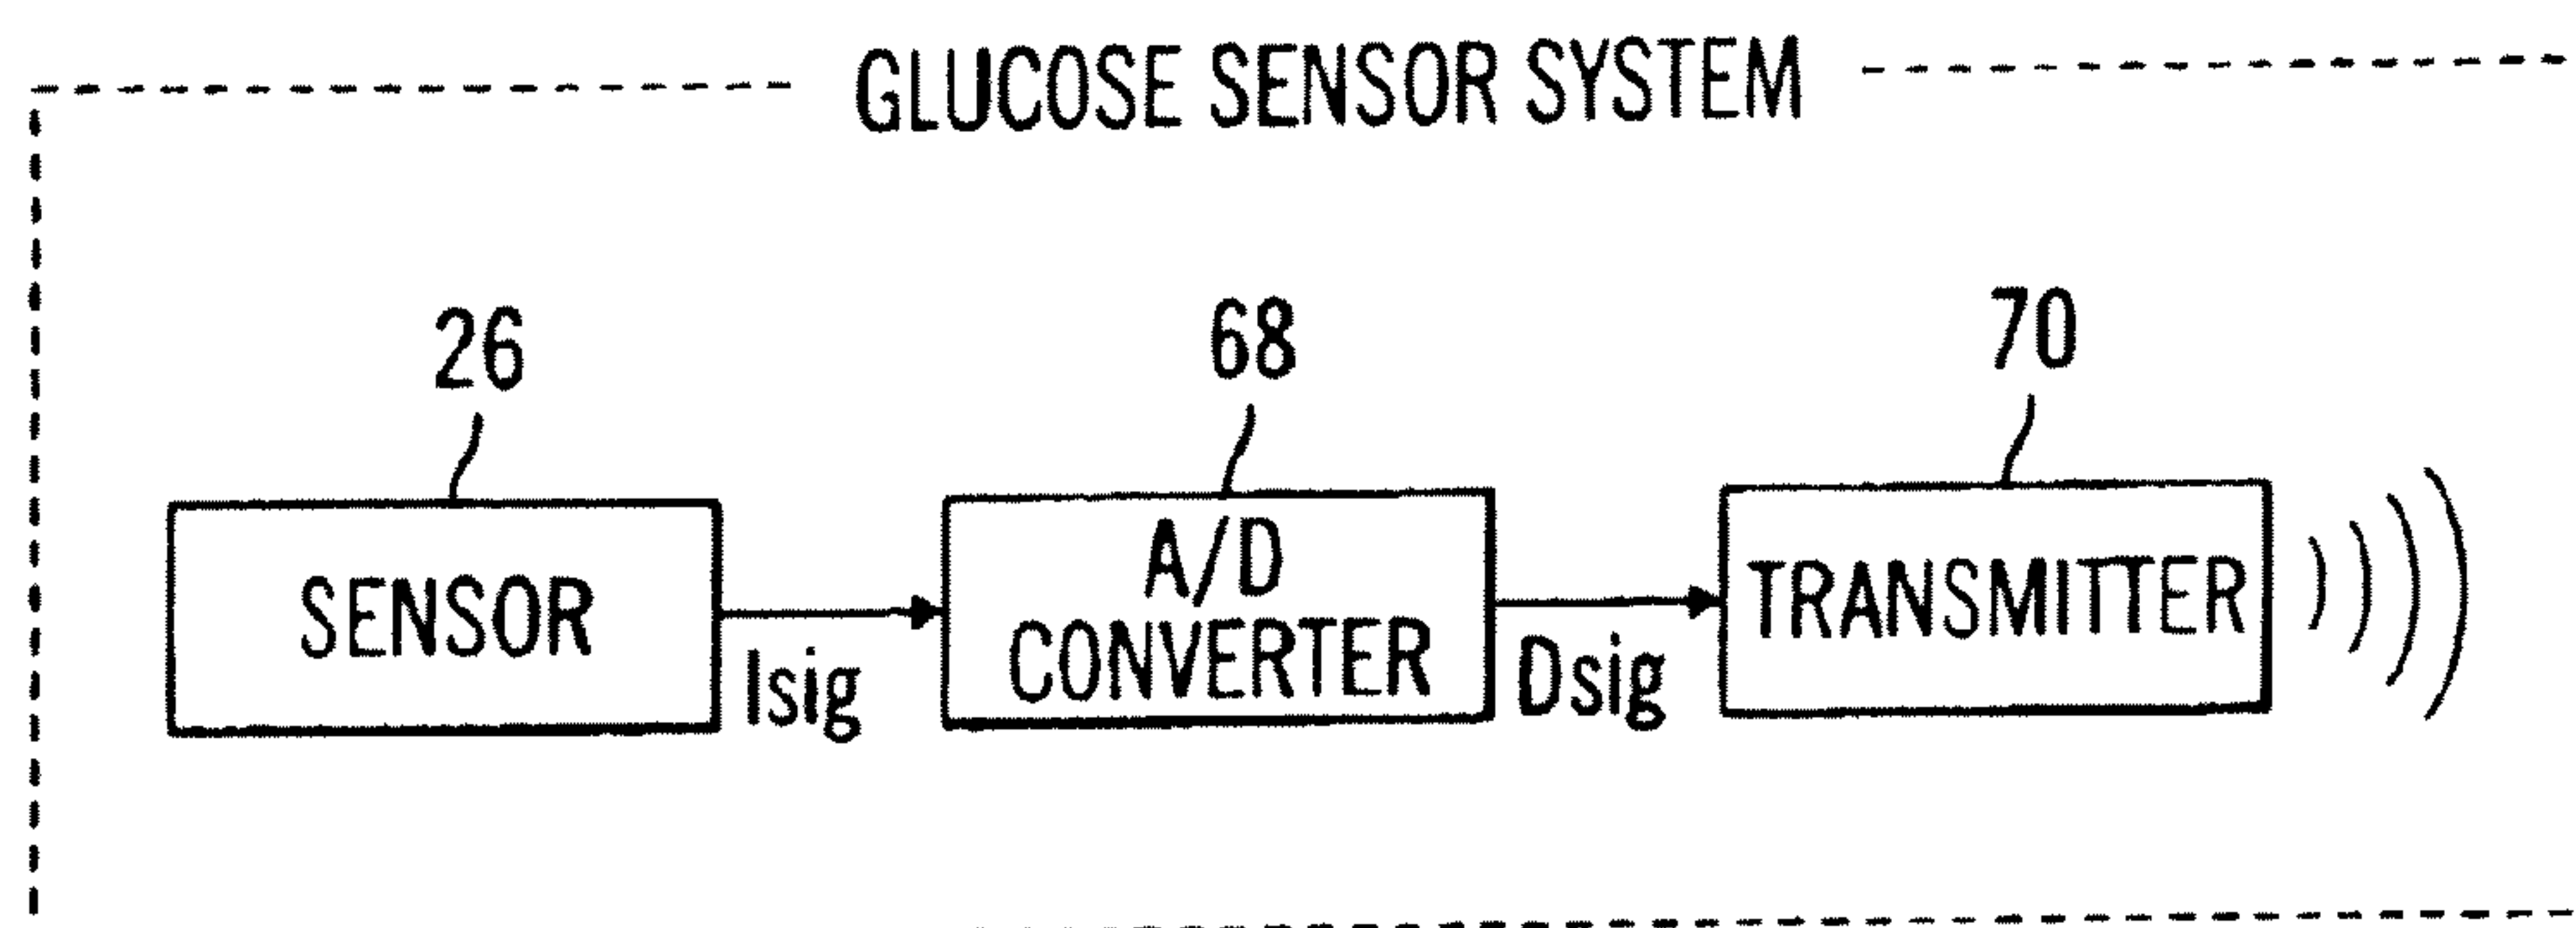 GLUCOSE SENSOR SYSTEM
26
68
70
SENSOR
A/D
CONVERTER
TRANSMITTER
Isig
Dsig